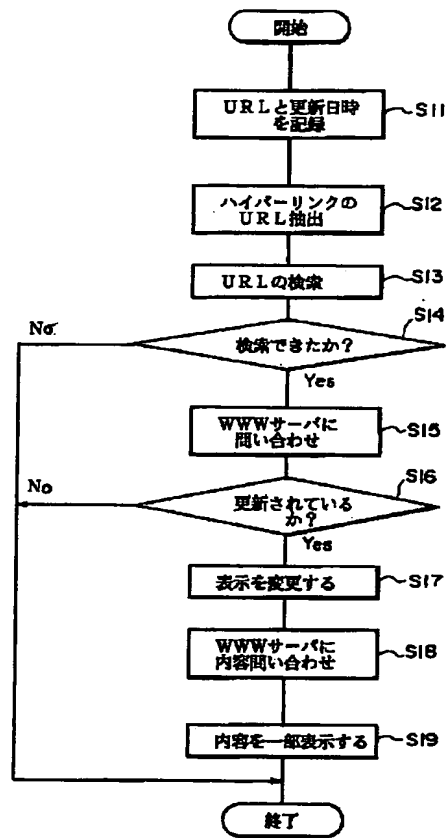 開始
URLと更新日時
を記録
S11
ハイパーリンクの
URL抽出
S12
URLの検索
S13
S14
No
検索できたか？
Yes
WWWサーバに
問い合わせ
S15
S16
No
更新されている
か？
Yes
表示を変更する
S17
WWWサーバに
内容問い合わせ
S18
内容を一部表示する
S19
終了